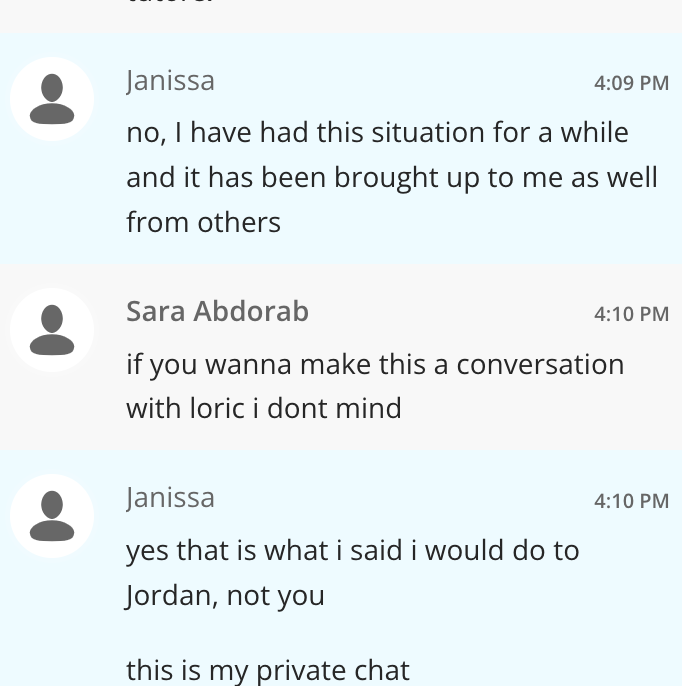 Janissa 4:09 PM
no, I have had this situation for a while
and it has been brought up to me as well
from others
Sara Abdorab 4:10 PM
if you wanna make this a conversation
with loric i dont mind
Janissa 4:10 PM
yes that is what i said i would do to
Jordan, not you
this is my private chat